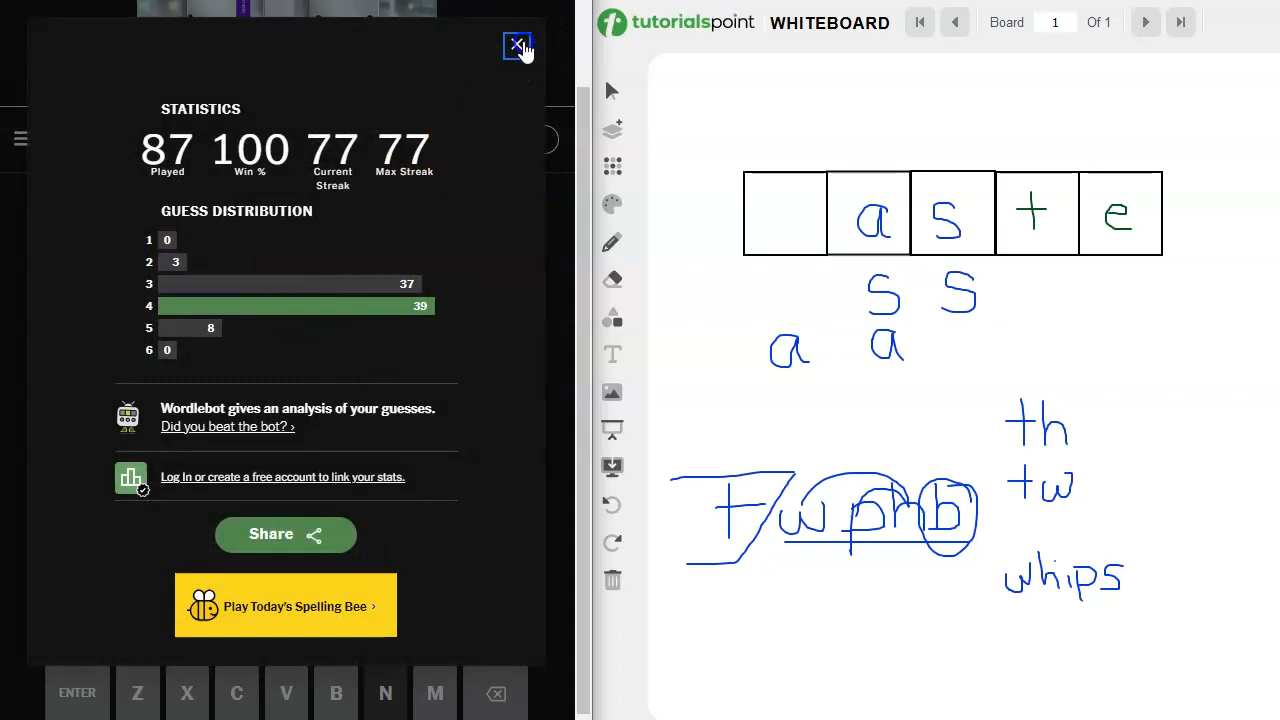 STATISTICS
87 100 77 77
Played Win % Current Streak Max Streak
GUESS DISTRIBUTION
1 0
2 3
3 37
4 39
5 8
6 0
Wordlebot gives an analysis of your guesses.
Did you beat the bot? ›
Log In or create a free account to link your stats.
Share
Play Today's Spelling Bee ›
ENTER Z X C V B N M
tutorialspoint WHITEBOARD Board 1 Of 1
a s t e
s s
a a
th
tw
t w p h b
whips